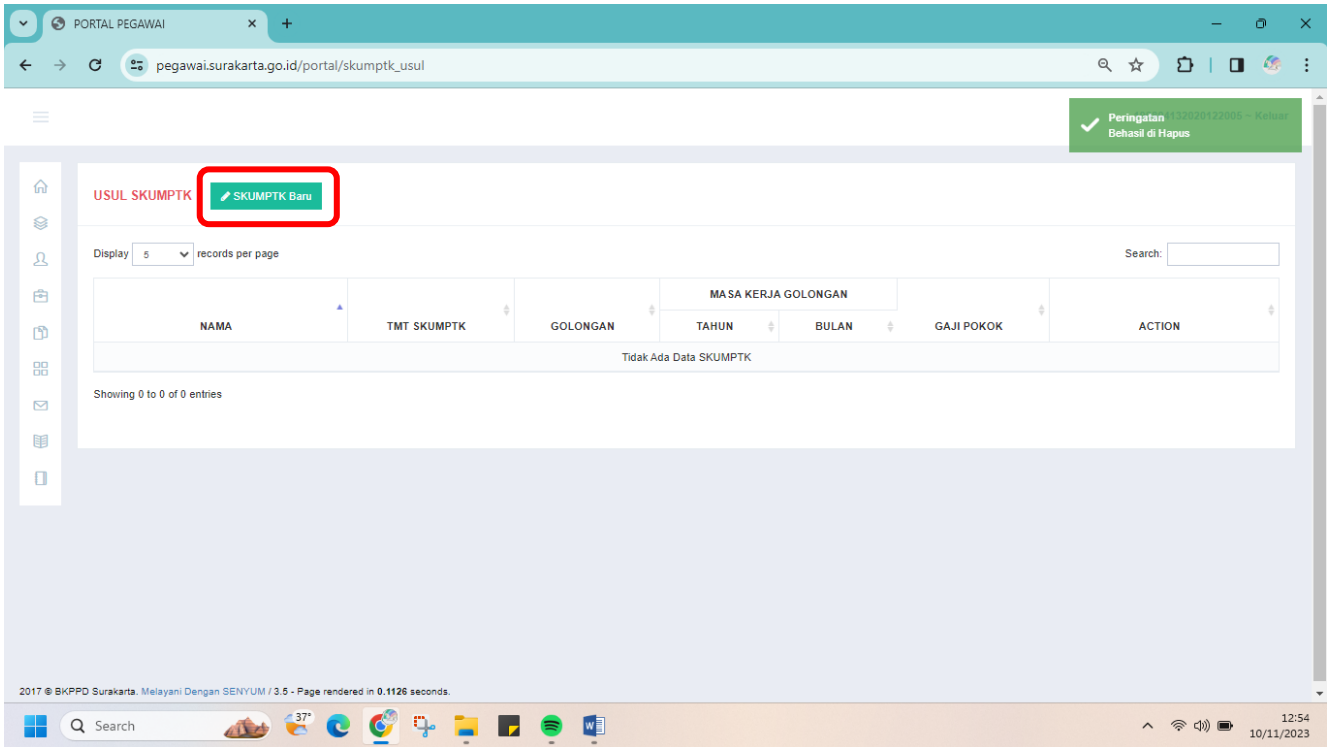 PORTAL PEGAWAI
pegawai.surakarta.go.id/portal/skumptk_usul
Peringatan
132020122005 ~ Keluar
Behasil di Hapus
USUL SKUMPTK
SKUMPTK Baru
Display 5 records per page
Search:
MASA KERJA GOLONGAN
NAMA TMT SKUMPTK GOLONGAN TAHUN BULAN GAJI POKOK ACTION
Tidak Ada Data SKUMPTK
Showing 0 to 0 of 0 entries
2017 © BKPPD Surakarta. Melayani Dengan SENYUM / 3.5 - Page rendered in 0.1126 seconds.
Search
37°
12:54
10/11/2023